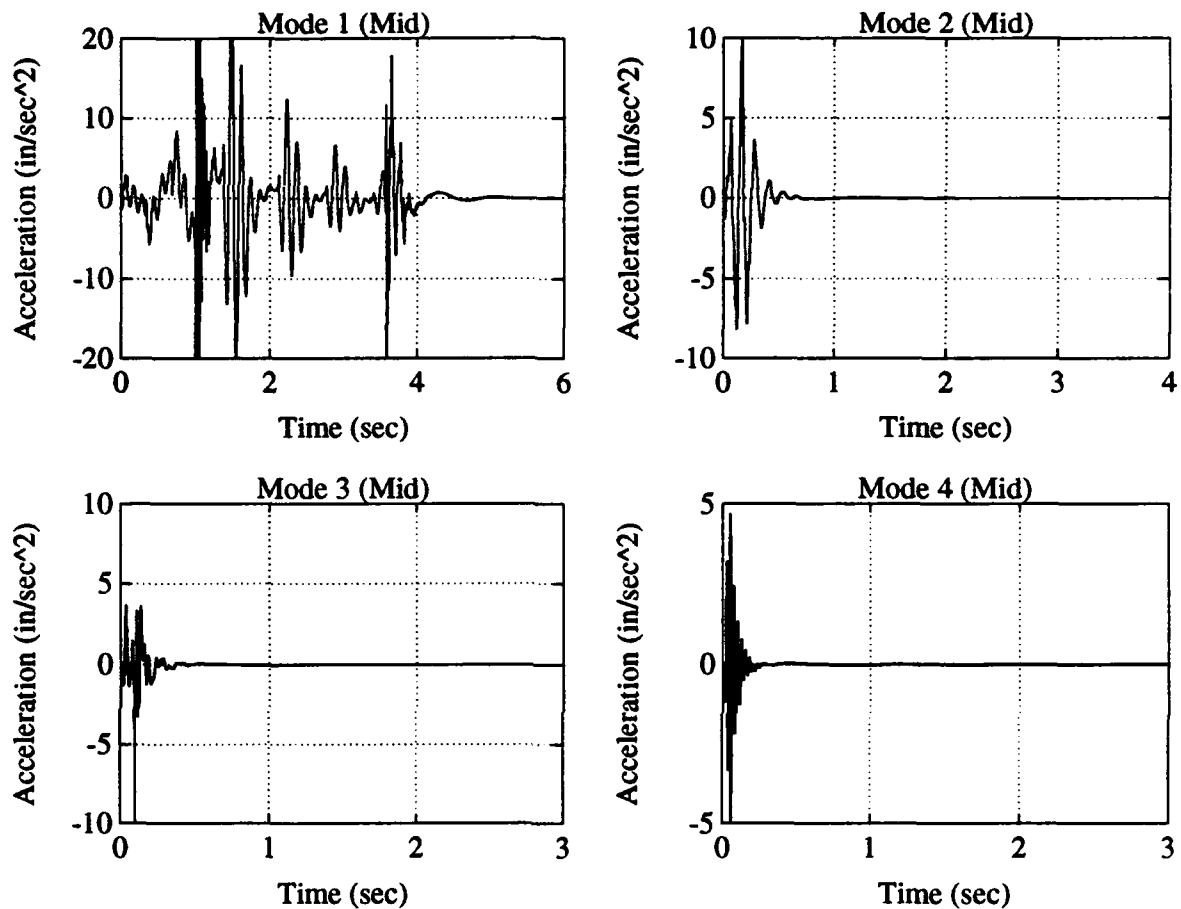 Mode 1 (Mid)
Acceleration (in/sec^2)
20
10
0
-10
-20
0 2 4 6
Time (sec)
Mode 2 (Mid)
Acceleration (in/sec^2)
10
5
0
-5
-10
0 1 2 3 4
Time (sec)
Mode 3 (Mid)
Acceleration (in/sec^2)
10
5
0
-5
-10
0 1 2 3
Time (sec)
Mode 4 (Mid)
Acceleration (in/sec^2)
5
0
-5
0 1 2 3
Time (sec)